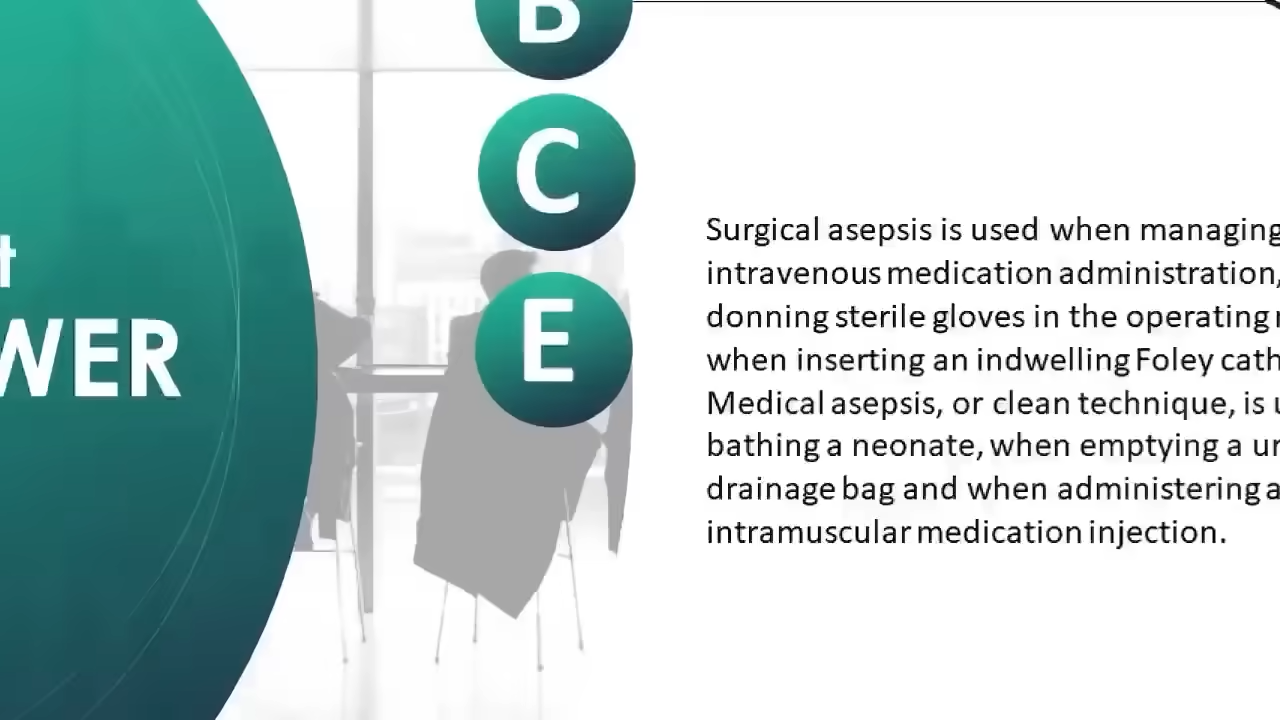 B
C
E
t
WER
Surgical asepsis is used when managing
intravenous medication administration,
donning sterile gloves in the operating
when inserting an indwelling Foley cath
Medical asepsis, or clean technique, is
bathing a neonate, when emptying a
drainage bag and when administering
intramuscular medication injection.